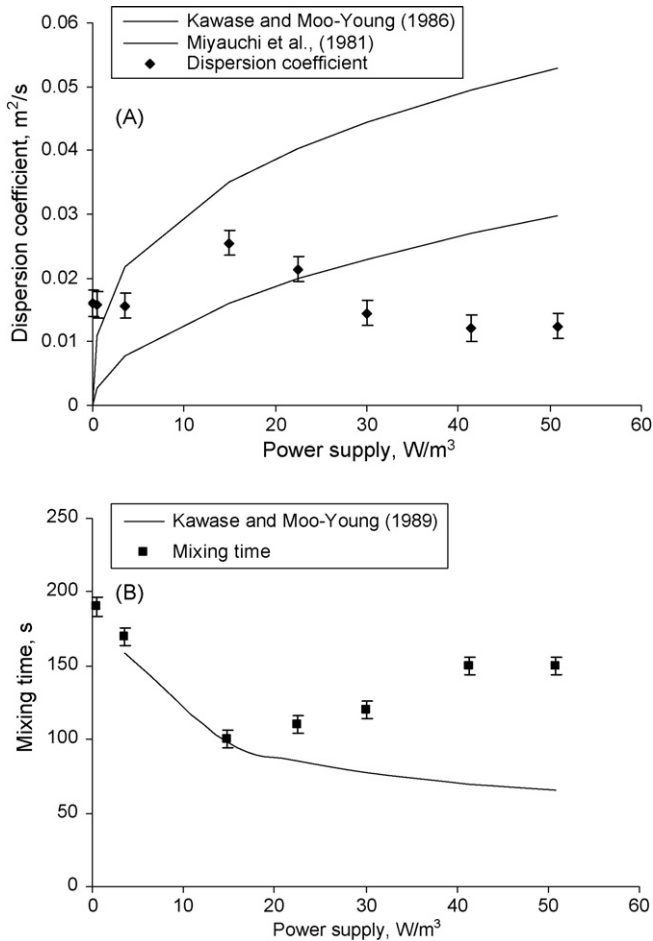 Kawase and Moo-Young (1986)
Miyauchi et al., (1981)
Dispersion coefficient
(A)
Dispersion coefficient, m²/s
0.06
0.05
0.04
0.03
0.02
0.01
0
0 10 20 30 40 50 60
Power supply, W/m³
Kawase and Moo-Young (1989)
Mixing time
(B)
Mixing time, s
250
200
150
100
50
0
0 10 20 30 40 50 60
Power supply, W/m³